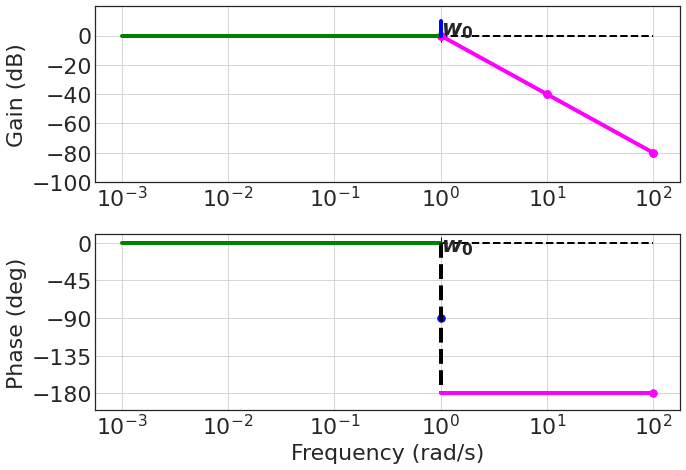 Gain (dB)
0
−20
−40
−60
−80
−100
w₀
10⁻³ 10⁻² 10⁻¹ 10⁰ 10¹ 10²
Phase (deg)
0
−45
−90
−135
−180
w₀
10⁻³ 10⁻² 10⁻¹ 10⁰ 10¹ 10²
Frequency (rad/s)